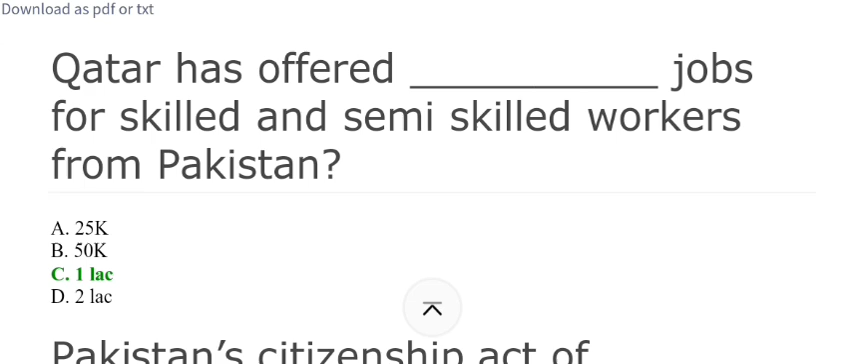 Download as pdf or txt
Qatar has offered ____________ jobs
for skilled and semi skilled workers
from Pakistan?
A. 25K
B. 50K
C. 1 lac
D. 2 lac
Pakistan's citizenship act of